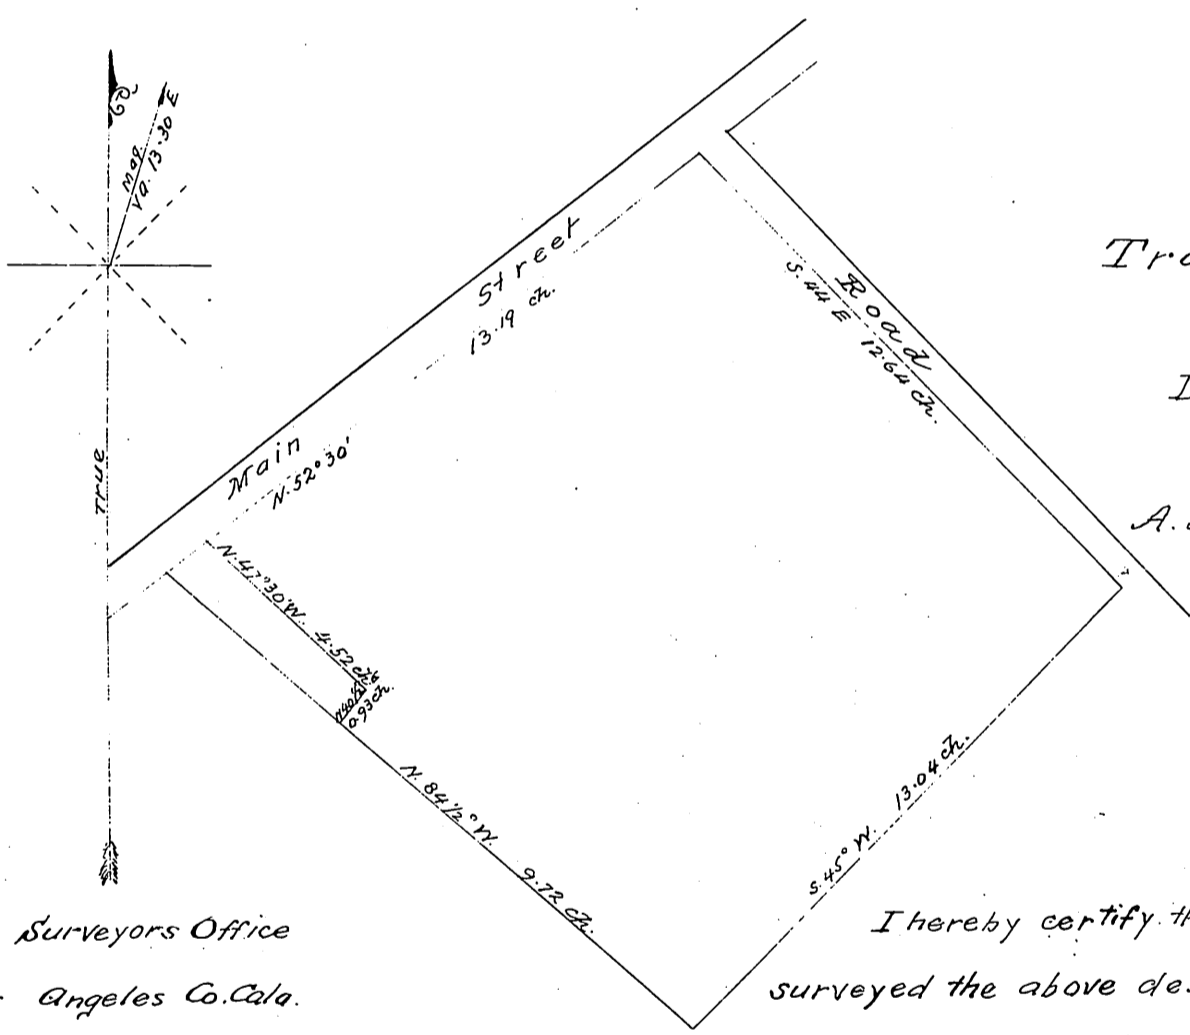 Mag.
Va. 13·30 E
True
Main Street
N. 52° 30'
13·19 ch.
Road
S. 44 E 12·64 ch.
N. 47° 30' W. 4·52 ch.
0·93 ch.
N. 84 1/2° W. 9·72 ch.
S. 45° W. 13·04 ch.
Surveyors Office
Angeles Co. Cala.
I hereby certify
surveyed the above